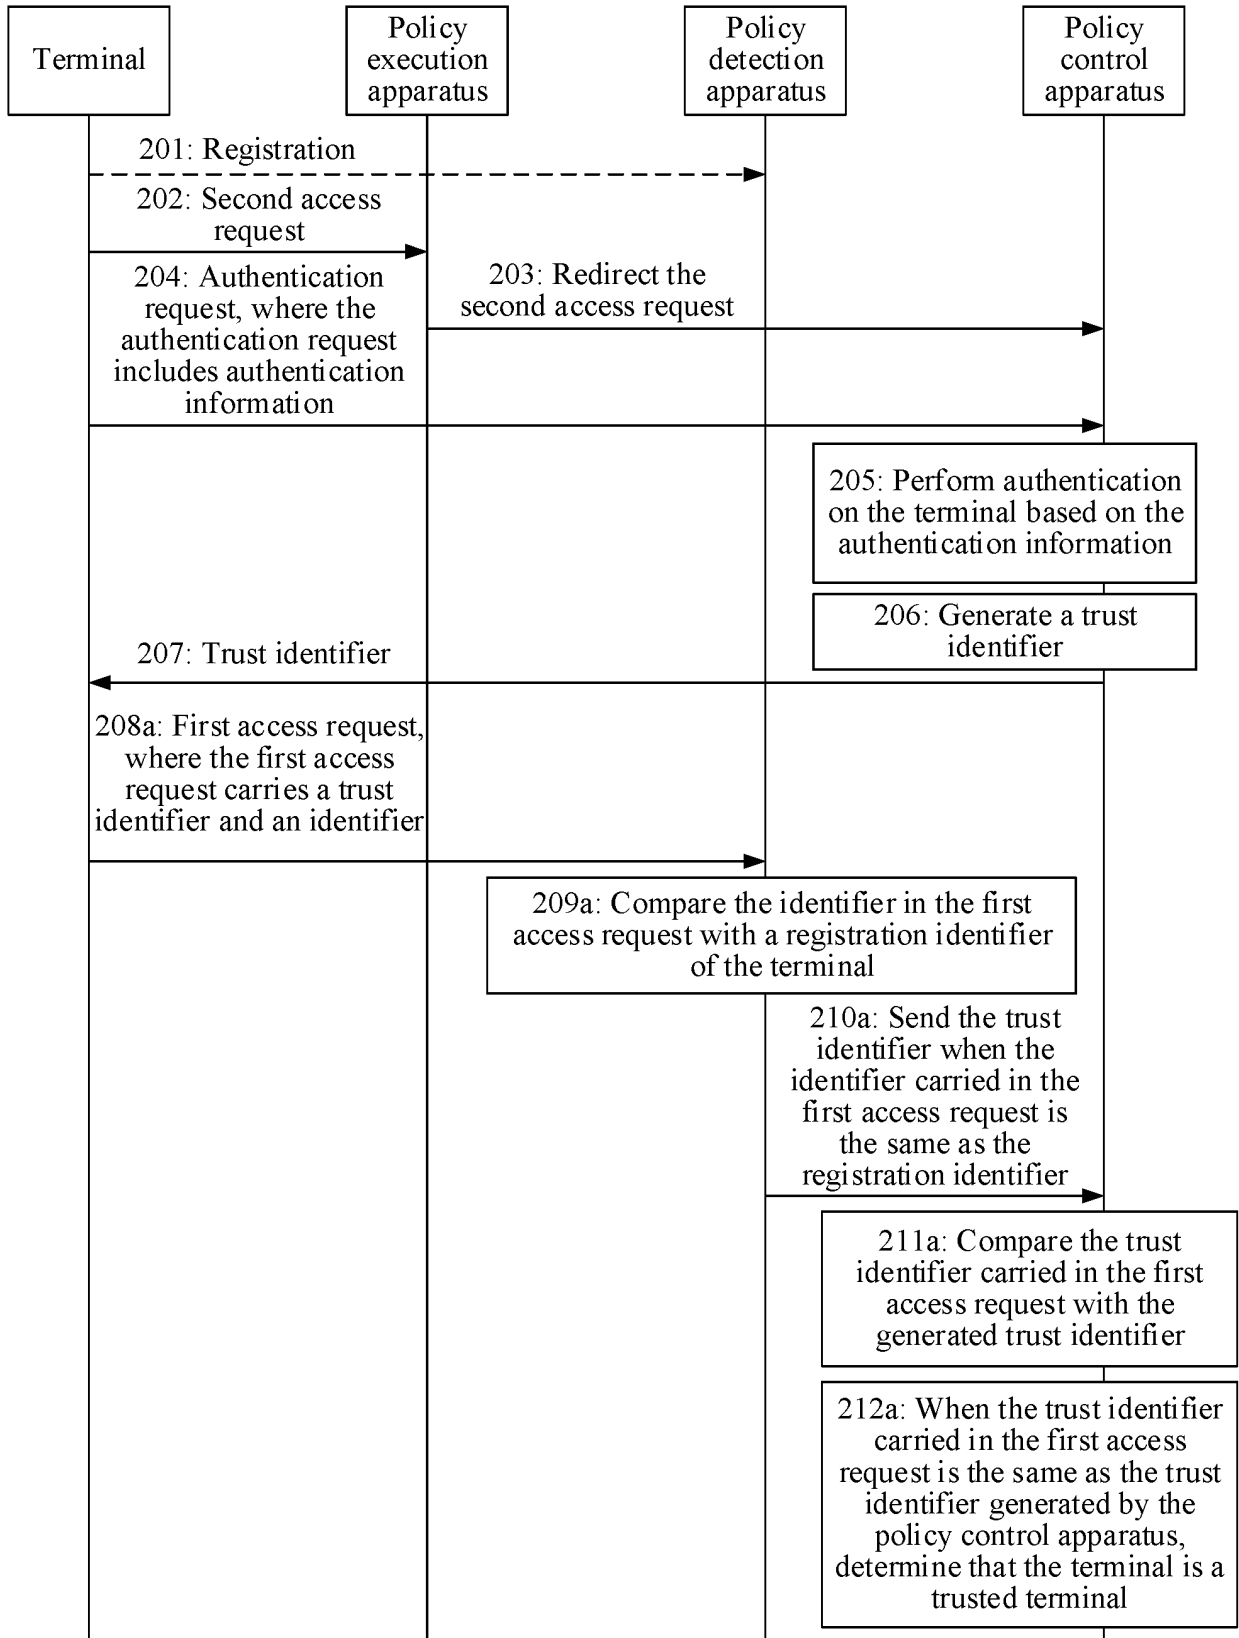 Terminal
Policy
execution
apparatus
Policy
detection
apparatus
Policy
control
apparatus
201: Registration
202: Second access
request
204: Authentication
request, where the
authentication request
includes authentication
information
203: Redirect the
second access request
205: Perform authentication
on the terminal based on the
authentication information
206: Generate a trust
identifier
207: Trust identifier
208a: First access request,
where the first access
request carries a trust
identifier and an identifier
209a: Compare the identifier in the first
access request with a registration identifier
of the terminal
210a: Send the trust
identifier when the
identifier carried in the
first access request is
the same as the
registration identifier
211a: Compare the trust
identifier carried in the first
access request with the
generated trust identifier
212a: When the trust identifier
carried in the first access
request is the same as the trust
identifier generated by the
policy control apparatus,
determine that the terminal is a
trusted terminal